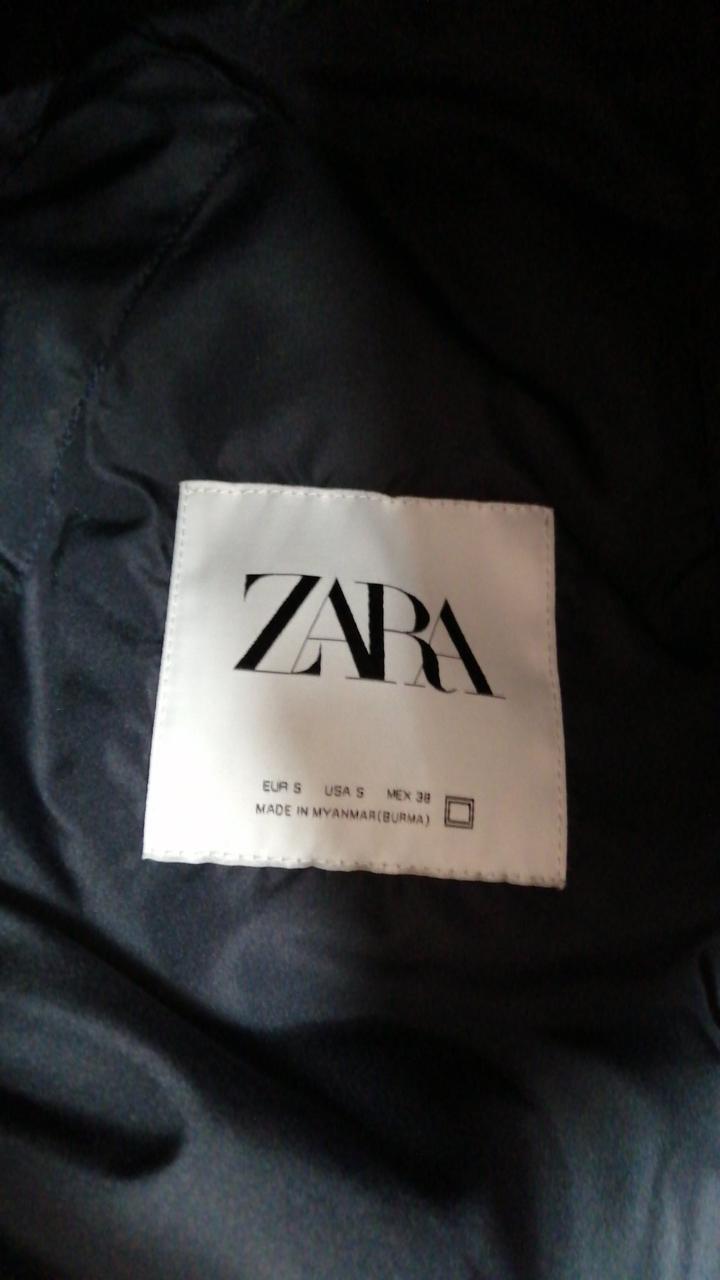 ZARA
EUR S USA S MEX 38
MADE IN MYANMAR(BURMA)